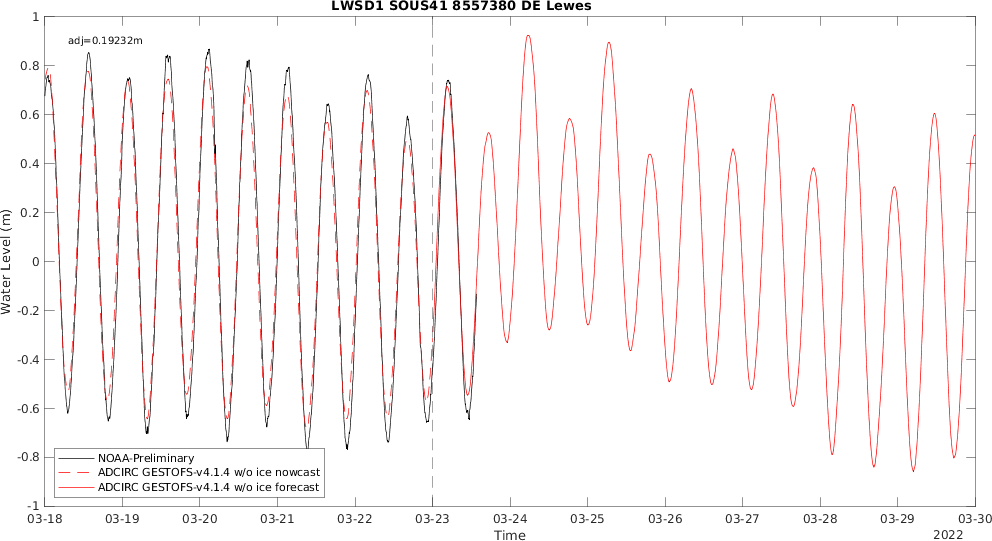 LWSD1 SOUS41 8557380 DE Lewes
adj=0.19232m
1
0.8
0.6
0.4
0.2
0
-0.2
-0.4
-0.6
-0.8
-1
Water Level (m)
NOAA-Preliminary
ADCIRC GESTOFS-v4.1.4 w/o ice nowcast
ADCIRC GESTOFS-v4.1.4 w/o ice forecast
03-18 03-19 03-20 03-21 03-22 03-23 03-24 03-25 03-26 03-27 03-28 03-29 03-30
Time
2022